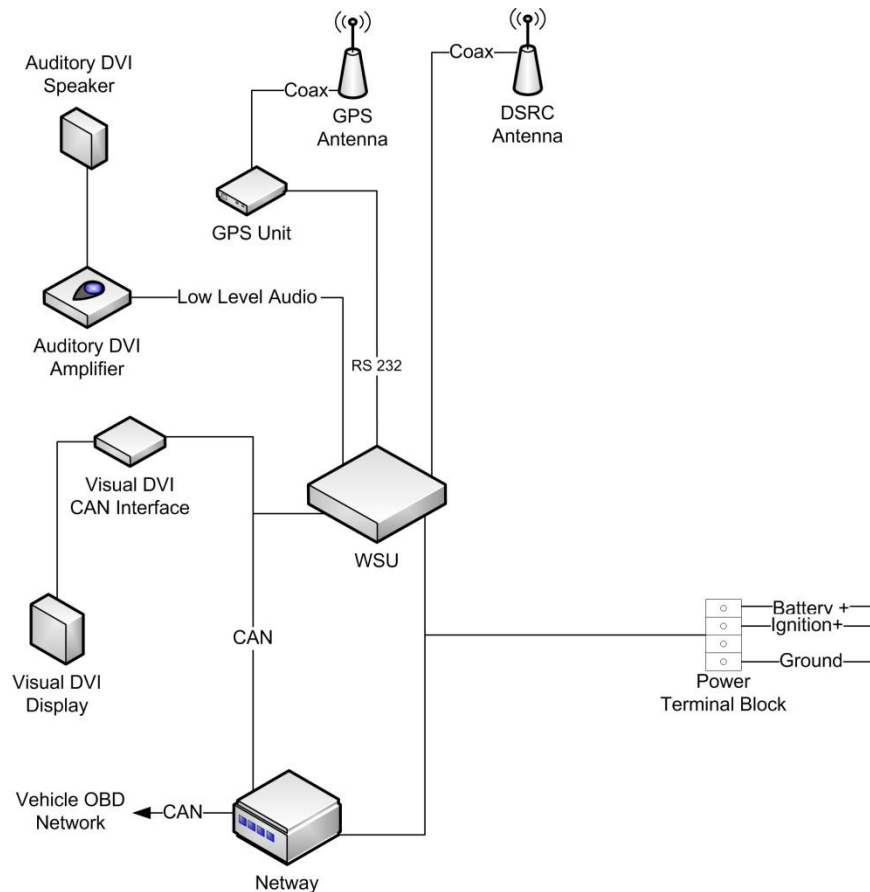 Auditory DVI
Speaker
Coax
GPS
Antenna
Coax
DSRC
Antenna
GPS Unit
Low Level Audio
Auditory DVI
Amplifier
RS 232
Visual DVI
CAN Interface
WSU
CAN
Visual DVI
Display
Battery +
Ignition+
Ground
Power
Terminal Block
Vehicle OBD
Network
CAN
Netway